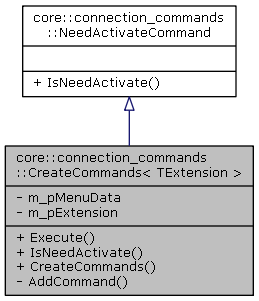 core::connection_commands
::NeedActivateCommand
+ IsNeedActivate()
core::connection_commands
::CreateCommands< TExtension >
- m_pMenuData
- m_pExtension
+ Execute()
+ IsNeedActivate()
+ CreateCommands()
- AddCommand()